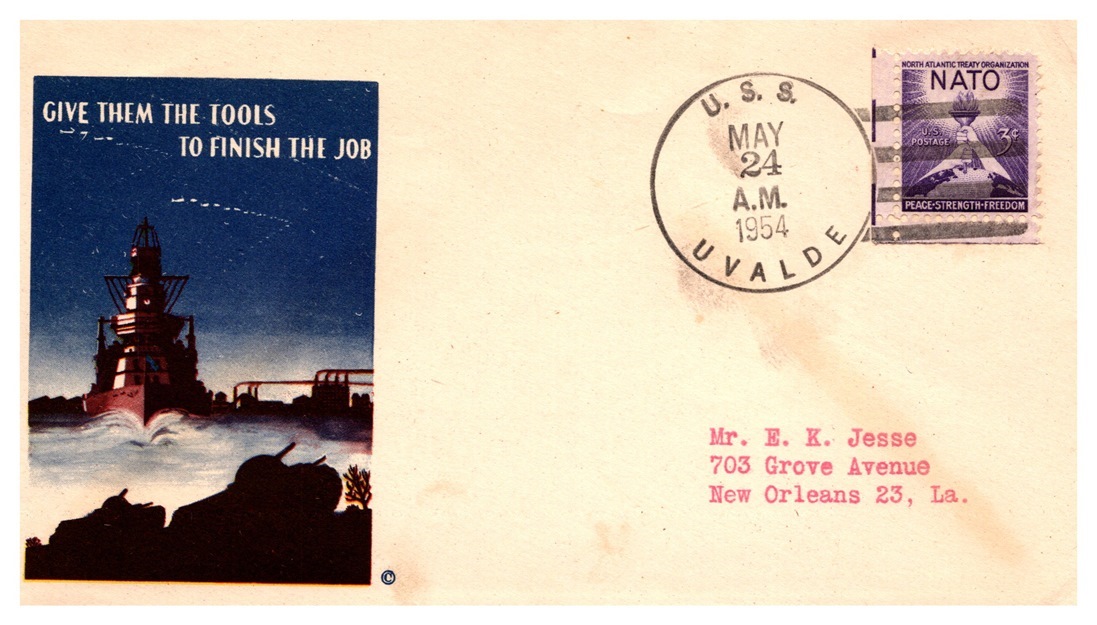 GIVE THEM THE TOOLS
TO FINISH THE JOB
©
U. S. S.
MAY
24
A.M.
1954
UVALDE
NORTH ATLANTIC TREATY ORGANIZATION
NATO
U.S.
POSTAGE
3¢
PEACE·STRENGTH·FREEDOM
Mr. E. K. Jesse
703 Grove Avenue
New Orleans 23, La.